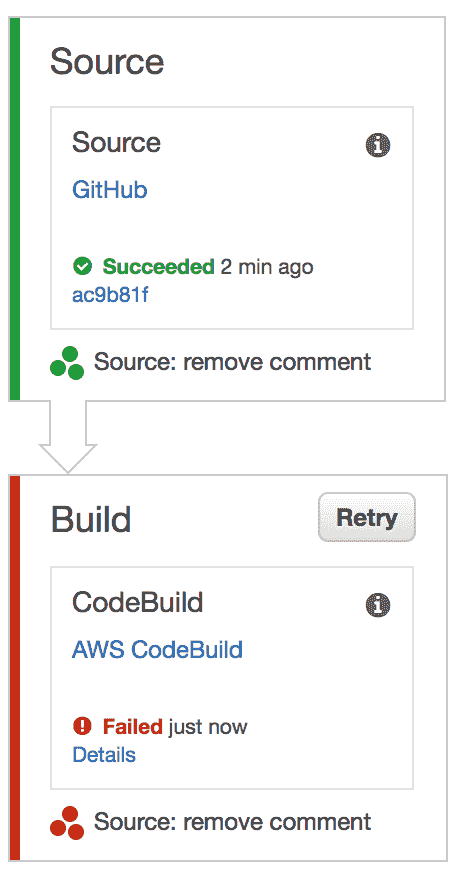 Source
Source
GitHub
Succeeded 2 min ago
ac9b81f
Source: remove comment
Build
Retry
CodeBuild
AWS CodeBuild
Failed just now
Details
Source: remove comment